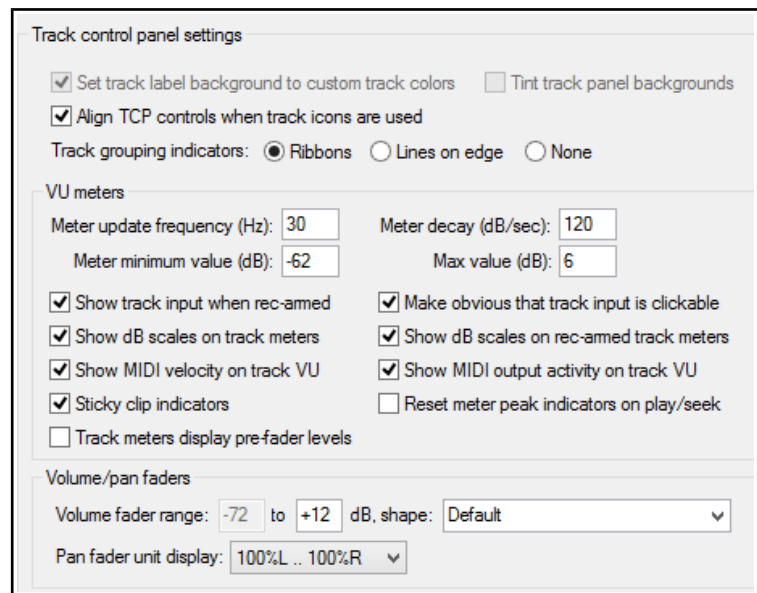 Track control panel settings
Set track label background to custom track colors Tint track panel backgrounds
Align TCP controls when track icons are used
Track grouping indicators: Ribbons Lines on edge None
VU meters
Meter update frequency (Hz): 30 Meter decay (dB/sec): 120
Meter minimum value (dB): -62 Max value (dB): 6
Show track input when rec-armed Make obvious that track input is clickable
Show dB scales on track meters Show dB scales on rec-armed track meters
Show MIDI velocity on track VU Show MIDI output activity on track VU
Sticky clip indicators Reset meter peak indicators on play/seek
Track meters display pre-fader levels
Volume/pan faders
Volume fader range: -72 to +12 dB, shape: Default
Pan fader unit display: 100%L .. 100%R